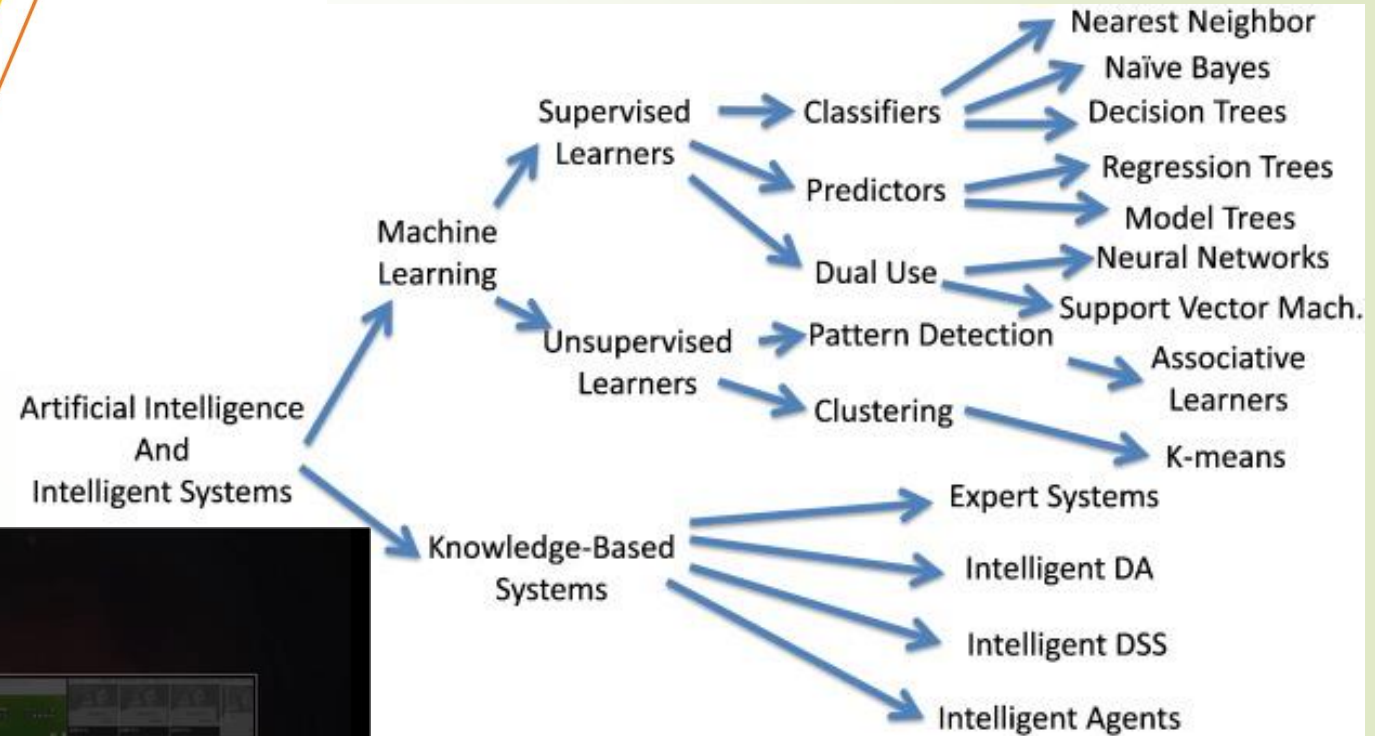 Nearest Neighbor
Naïve Bayes
Decision Trees
Supervised
Learners
Classifiers
Regression Trees
Predictors
Model Trees
Machine
Learning
Neural Networks
Dual Use
Support Vector Mach.
Unsupervised
Learners
Pattern Detection
Associative
Learners
Clustering
K-means
Artificial Intelligence
And
Intelligent Systems
Expert Systems
Knowledge-Based
Systems
Intelligent DA
Intelligent DSS
Intelligent Agents